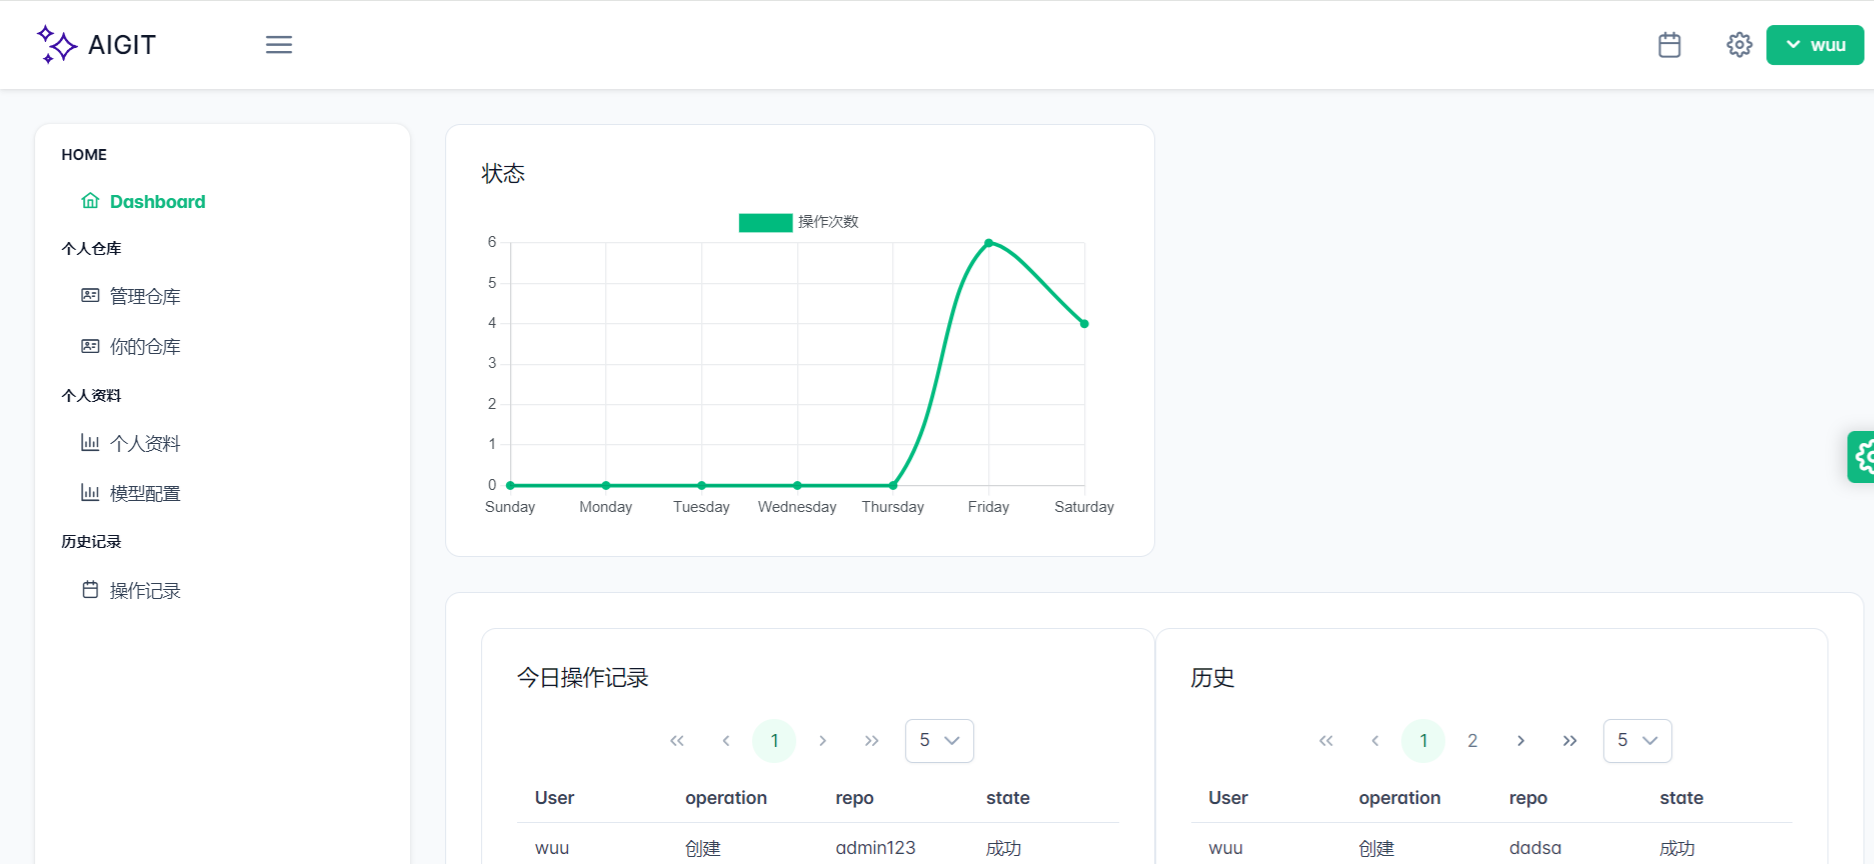 AIGIT
wuu
HOME
Dashboard
个人仓库
管理仓库
你的仓库
个人资料
个人资料
模型配置
历史记录
操作记录
状态
操作次数
6
5
4
3
2
1
0
Sunday Monday Tuesday Wednesday Thursday Friday Saturday
今日操作记录
1 5
User operation repo state
wuu 创建 admin123 成功
历史
1 2 5
User operation repo state
wuu 创建 dadsa 成功